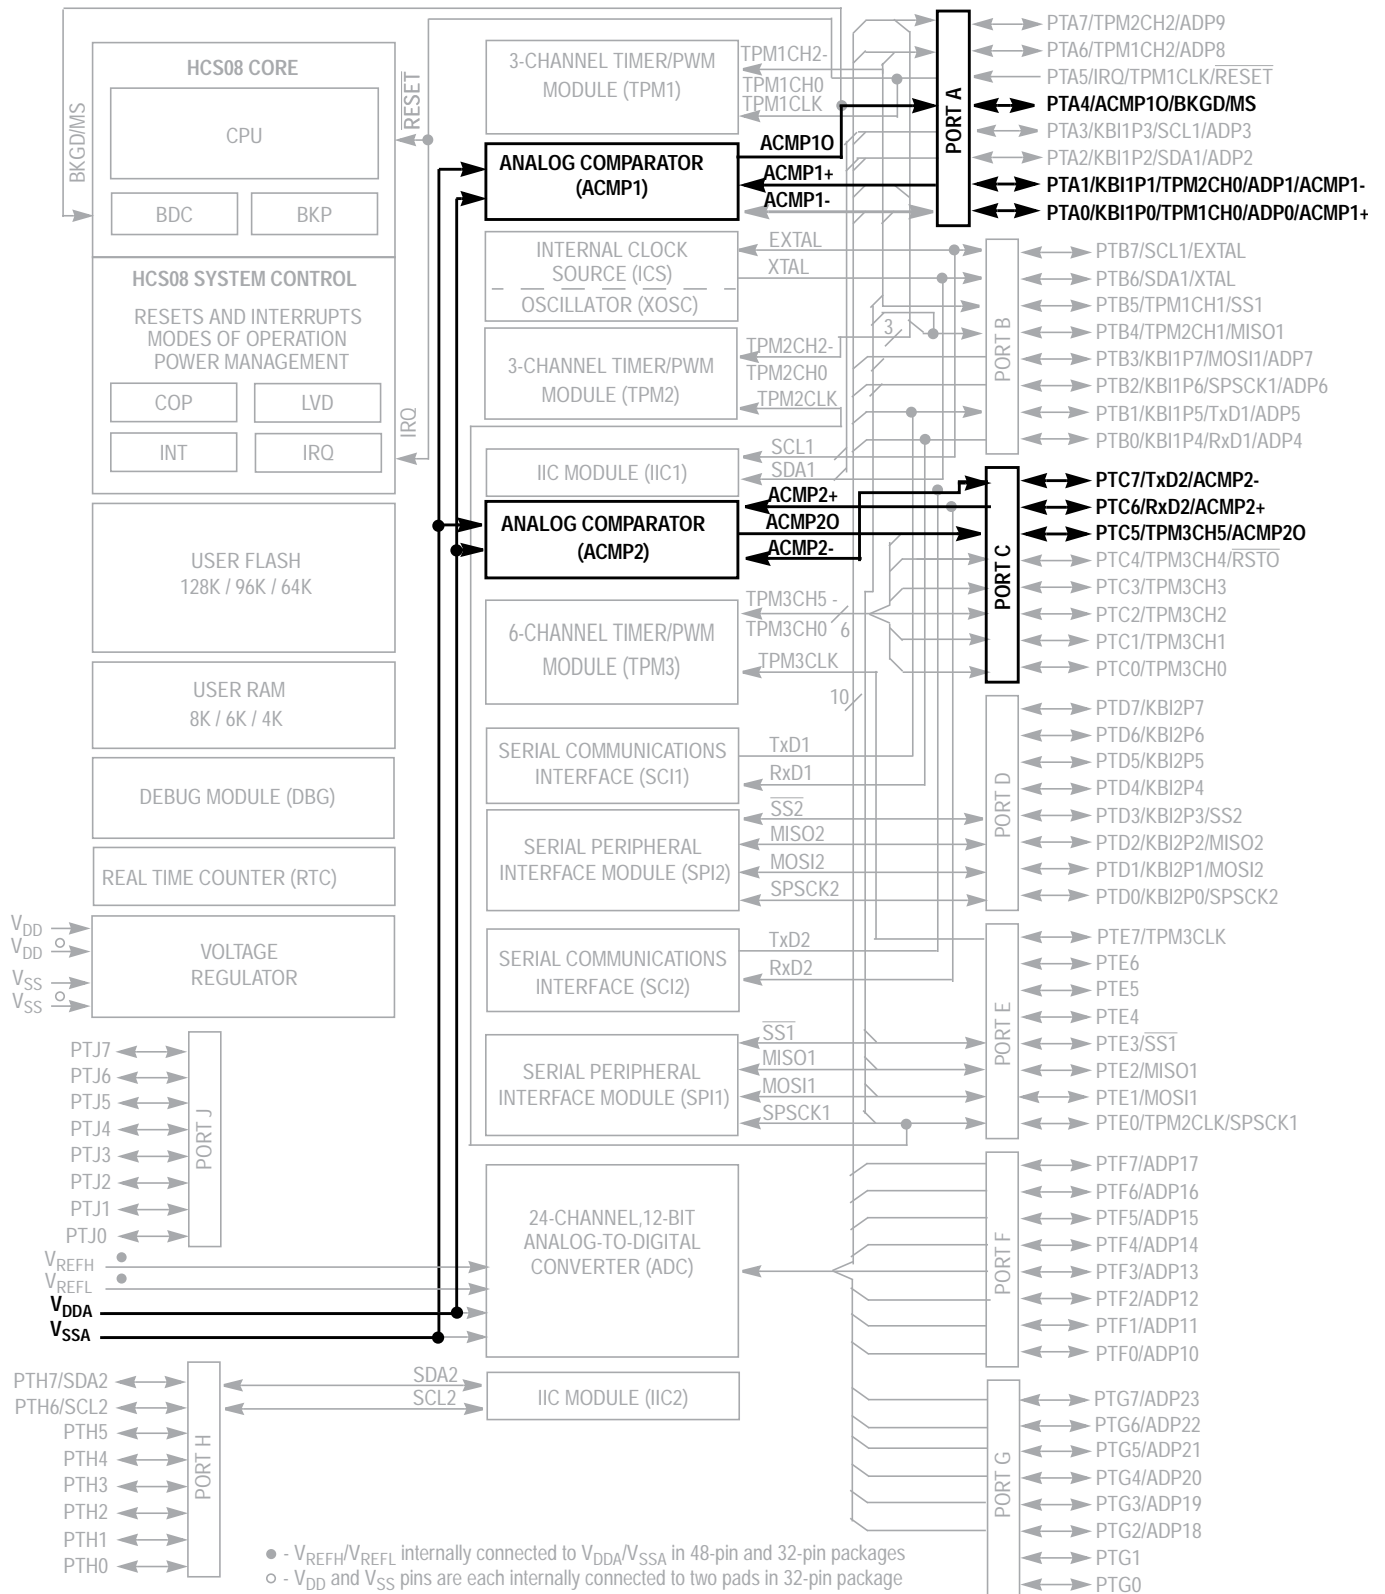 HCS08 CORE
CPU
BDC
BKP
BKGD/MS
RESET
HCS08 SYSTEM CONTROL
RESETS AND INTERRUPTS
MODES OF OPERATION
POWER MANAGEMENT
COP
LVD
INT
IRQ
IRQ
USER FLASH
128K / 96K / 64K
USER RAM
8K / 6K / 4K
DEBUG MODULE (DBG)
REAL TIME COUNTER (RTC)
VOLTAGE
REGULATOR
VDD
VDD
VSS
VSS
PTJ7
PTJ6
PTJ5
PTJ4
PTJ3
PTJ2
PTJ1
PTJ0
PORT J
VREFH
VREFL
VDDA
VSSA
PTH7/SDA2
PTH6/SCL2
PTH5
PTH4
PTH3
PTH2
PTH1
PTH0
PORT H
3-CHANNEL TIMER/PWM
MODULE (TPM1)
TPM1CH2-
TPM1CH0
TPM1CLK
ANALOG COMPARATOR
(ACMP1)
ACMP1O
ACMP1+
ACMP1-
INTERNAL CLOCK
SOURCE (ICS)
OSCILLATOR (XOSC)
EXTAL
XTAL
3-CHANNEL TIMER/PWM
MODULE (TPM2)
TPM2CH2-
TPM2CH0
TPM2CLK
3
IIC MODULE (IIC1)
SCL1
SDA1
ANALOG COMPARATOR
(ACMP2)
ACMP2+
ACMP2O
ACMP2-
6-CHANNEL TIMER/PWM
MODULE (TPM3)
TPM3CH5 -
TPM3CH0 6
TPM3CLK
10
SERIAL COMMUNICATIONS
INTERFACE (SCI1)
TxD1
RxD1
SERIAL PERIPHERAL
INTERFACE MODULE (SPI2)
SS2
MISO2
MOSI2
SPSCK2
SERIAL COMMUNICATIONS
INTERFACE (SCI2)
TxD2
RxD2
SERIAL PERIPHERAL
INTERFACE MODULE (SPI1)
SS1
MISO1
MOSI1
SPSCK1
24-CHANNEL,12-BIT
ANALOG-TO-DIGITAL
CONVERTER (ADC)
IIC MODULE (IIC2)
SDA2
SCL2
PORT A
PTA7/TPM2CH2/ADP9
PTA6/TPM1CH2/ADP8
PTA5/IRQ/TPM1CLK/RESET
PTA4/ACMP1O/BKGD/MS
PTA3/KBI1P3/SCL1/ADP3
PTA2/KBI1P2/SDA1/ADP2
PTA1/KBI1P1/TPM2CH0/ADP1/ACMP1-
PTA0/KBI1P0/TPM1CH0/ADP0/ACMP1+
PORT B
PTB7/SCL1/EXTAL
PTB6/SDA1/XTAL
PTB5/TPM1CH1/SS1
PTB4/TPM2CH1/MISO1
PTB3/KBI1P7/MOSI1/ADP7
PTB2/KBI1P6/SPSCK1/ADP6
PTB1/KBI1P5/TxD1/ADP5
PTB0/KBI1P4/RxD1/ADP4
PORT C
PTC7/TxD2/ACMP2-
PTC6/RxD2/ACMP2+
PTC5/TPM3CH5/ACMP2O
PTC4/TPM3CH4/RSTO
PTC3/TPM3CH3
PTC2/TPM3CH2
PTC1/TPM3CH1
PTC0/TPM3CH0
PORT D
PTD7/KBI2P7
PTD6/KBI2P6
PTD5/KBI2P5
PTD4/KBI2P4
PTD3/KBI2P3/SS2
PTD2/KBI2P2/MISO2
PTD1/KBI2P1/MOSI2
PTD0/KBI2P0/SPSCK2
PORT E
PTE7/TPM3CLK
PTE6
PTE5
PTE4
PTE3/SS1
PTE2/MISO1
PTE1/MOSI1
PTE0/TPM2CLK/SPSCK1
PORT F
PTF7/ADP17
PTF6/ADP16
PTF5/ADP15
PTF4/ADP14
PTF3/ADP13
PTF2/ADP12
PTF1/ADP11
PTF0/ADP10
PORT G
PTG7/ADP23
PTG6/ADP22
PTG5/ADP21
PTG4/ADP20
PTG3/ADP19
PTG2/ADP18
PTG1
PTG0
● - VREFH/VREFL internally connected to VDDA/VSSA in 48-pin and 32-pin packages
○ - VDD and VSS pins are each internally connected to two pads in 32-pin package